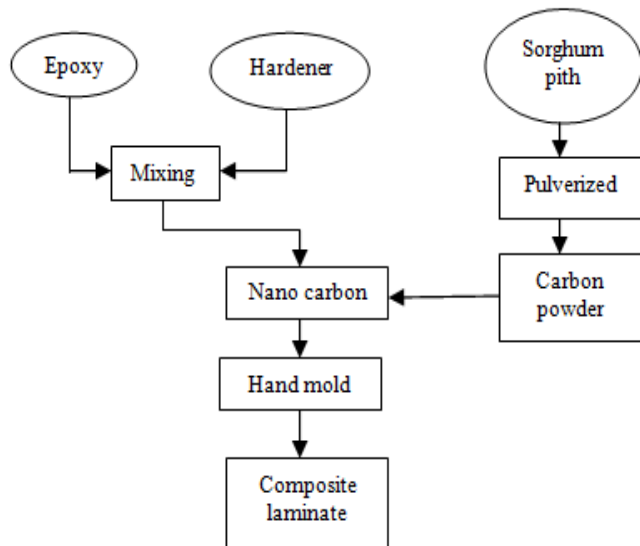 Epoxy
Hardener
Sorghum
pith
Mixing
Pulverized
Nano carbon
Carbon
powder
Hand mold
Composite
laminate